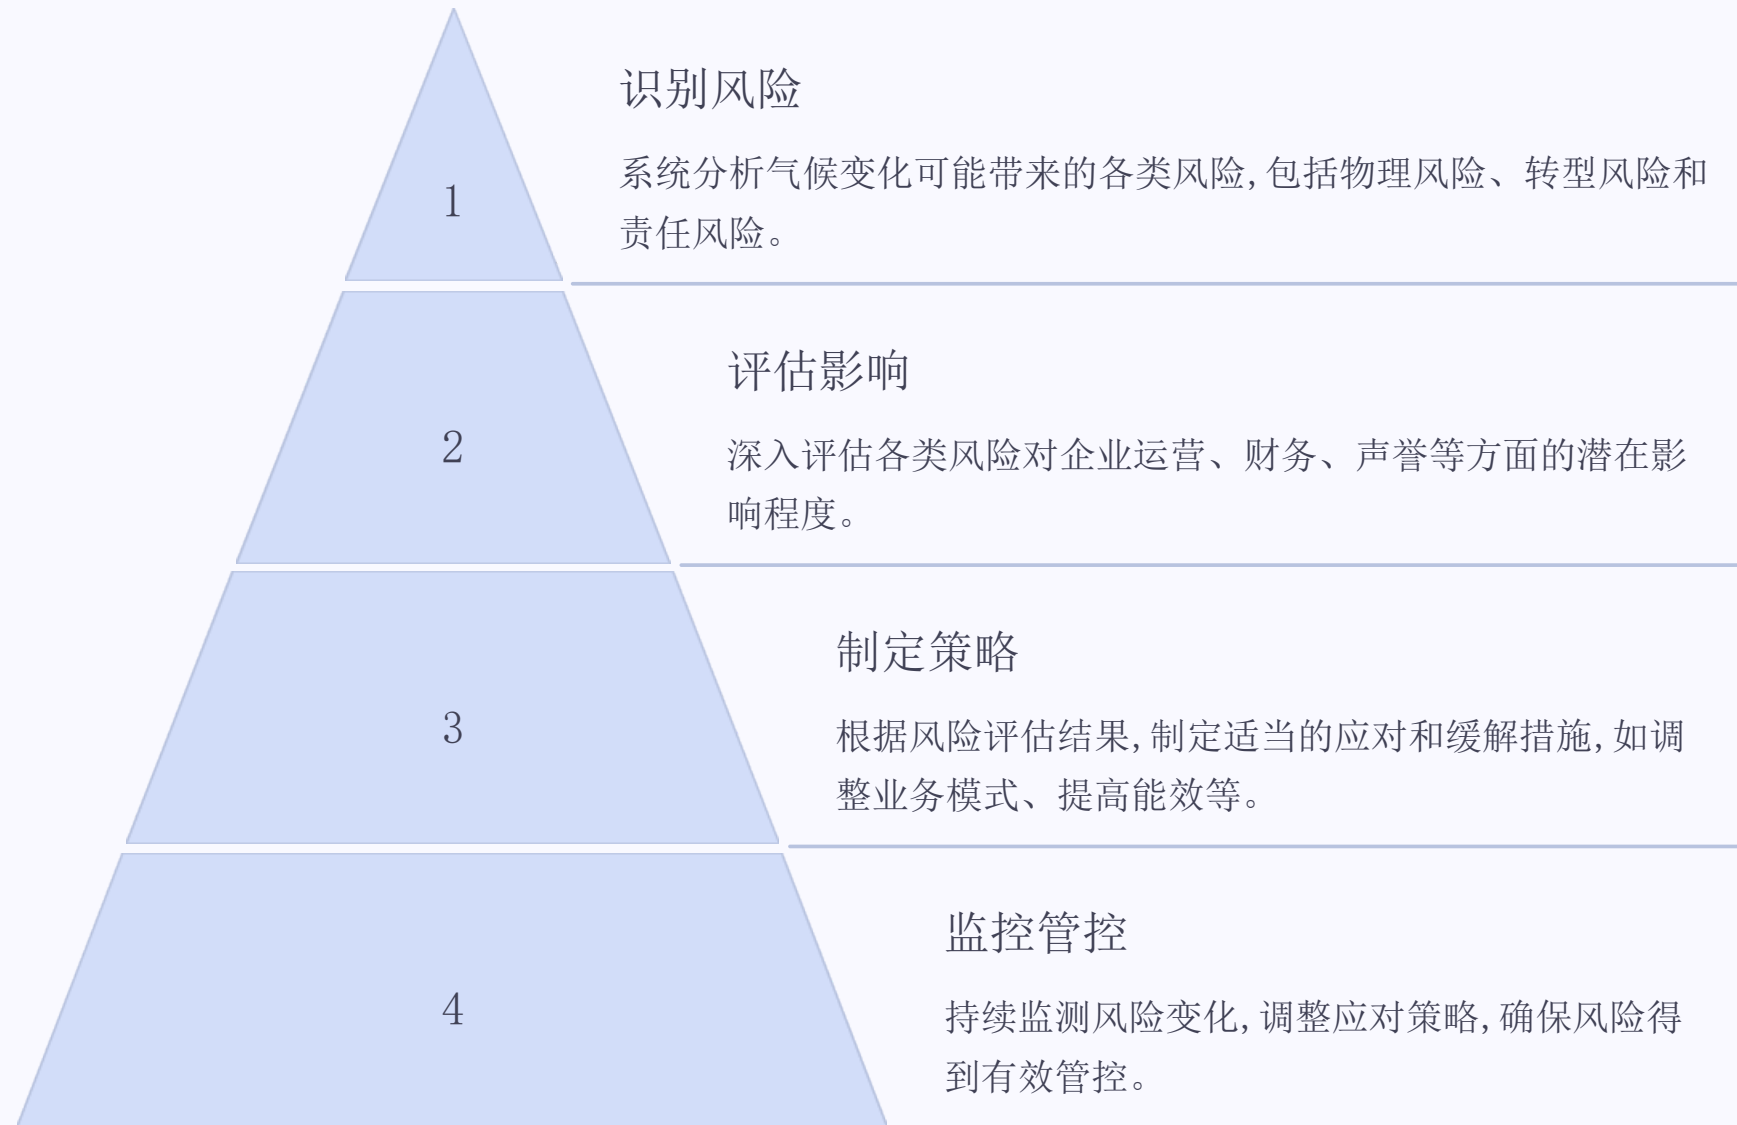 识别风险
1
系统分析气候变化可能带来的各类风险,包括物理风险、转型风险和
责任风险。
评估影响
2
深入评估各类风险对企业运营、财务、声誉等方面的潜在影
响程度。
制定策略
3
根据风险评估结果,制定适当的应对和缓解措施,如调
整业务模式、提高能效等。
监控管控
4
持续监测风险变化,调整应对策略,确保风险得
到有效管控。